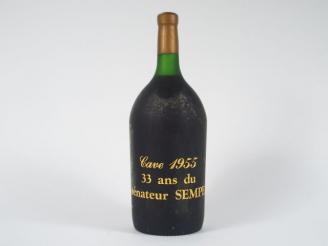 Cave 1955
33 ans du
énateur SEMPE